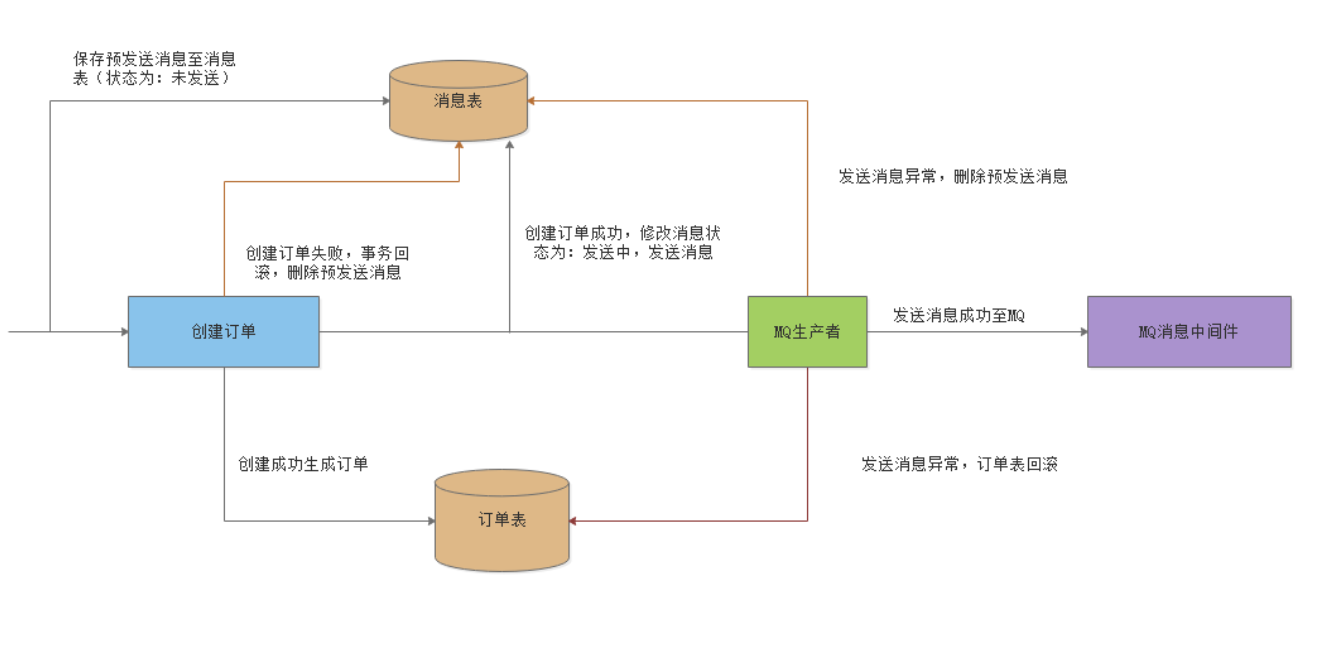 保存预发送消息至消息
表（状态为：未发送）
消息表
发送消息异常，删除预发送消息
创建订单成功，修改消息状
态为：发送中，发送消息
创建订单失败，事务回
滚，删除预发送消息
发送消息成功至MQ
创建订单
MQ生产者
MQ消息中间件
创建成功生成订单
发送消息异常，订单表回滚
订单表